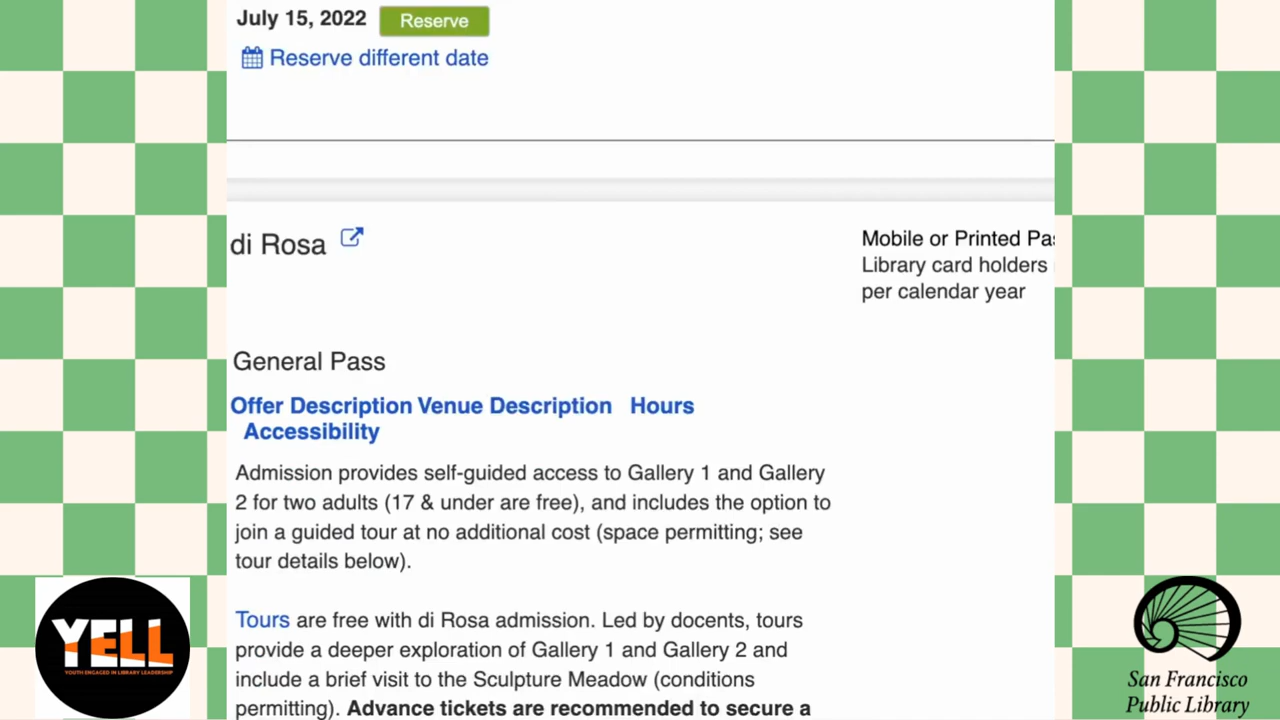 July 15, 2022 Reserve
Reserve different date
di Rosa
Mobile or Printed Pas
Library card holders
per calendar year
General Pass
Offer Description Venue Description Hours
Accessibility
Admission provides self-guided access to Gallery 1 and Gallery
2 for two adults (17 & under are free), and includes the option to
join a guided tour at no additional cost (space permitting; see
tour details below).
Tours are free with di Rosa admission. Led by docents, tours
provide a deeper exploration of Gallery 1 and Gallery 2 and
include a brief visit to the Sculpture Meadow (conditions
permitting). Advance tickets are recommended to secure a
YELL
YOUTH ENGAGED IN LIBRARY LEADERSHIP
San Francisco
Public Library